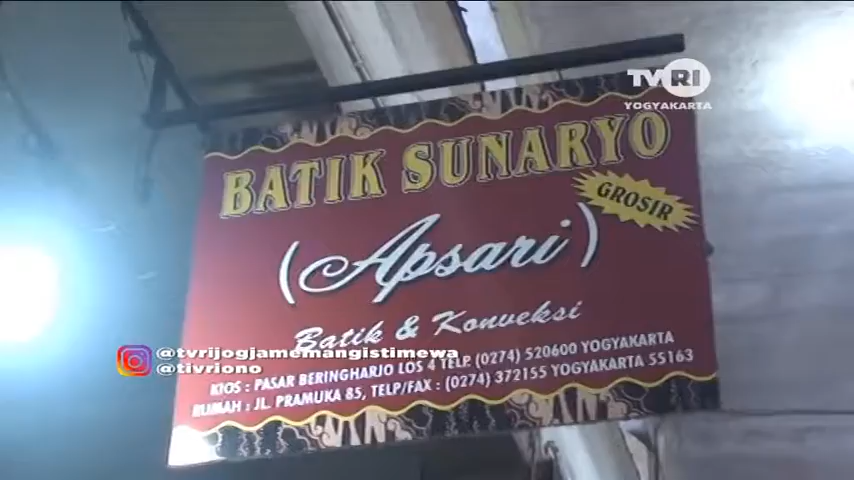 TVRI
YOGYAKARTA
BATIK SUNARYO
GROSIR
(Apsari)
Batik & Konveksi
@tvrijogjamemangistimewa
@tivriono
KIOS : PASAR BERINGHARJO LOS 4 TELP. (0274) 520600 YOGYAKARTA
RUMAH : JL. PRAMUKA 85, TELP/FAX : (0274) 372155 YOGYAKARTA 55163